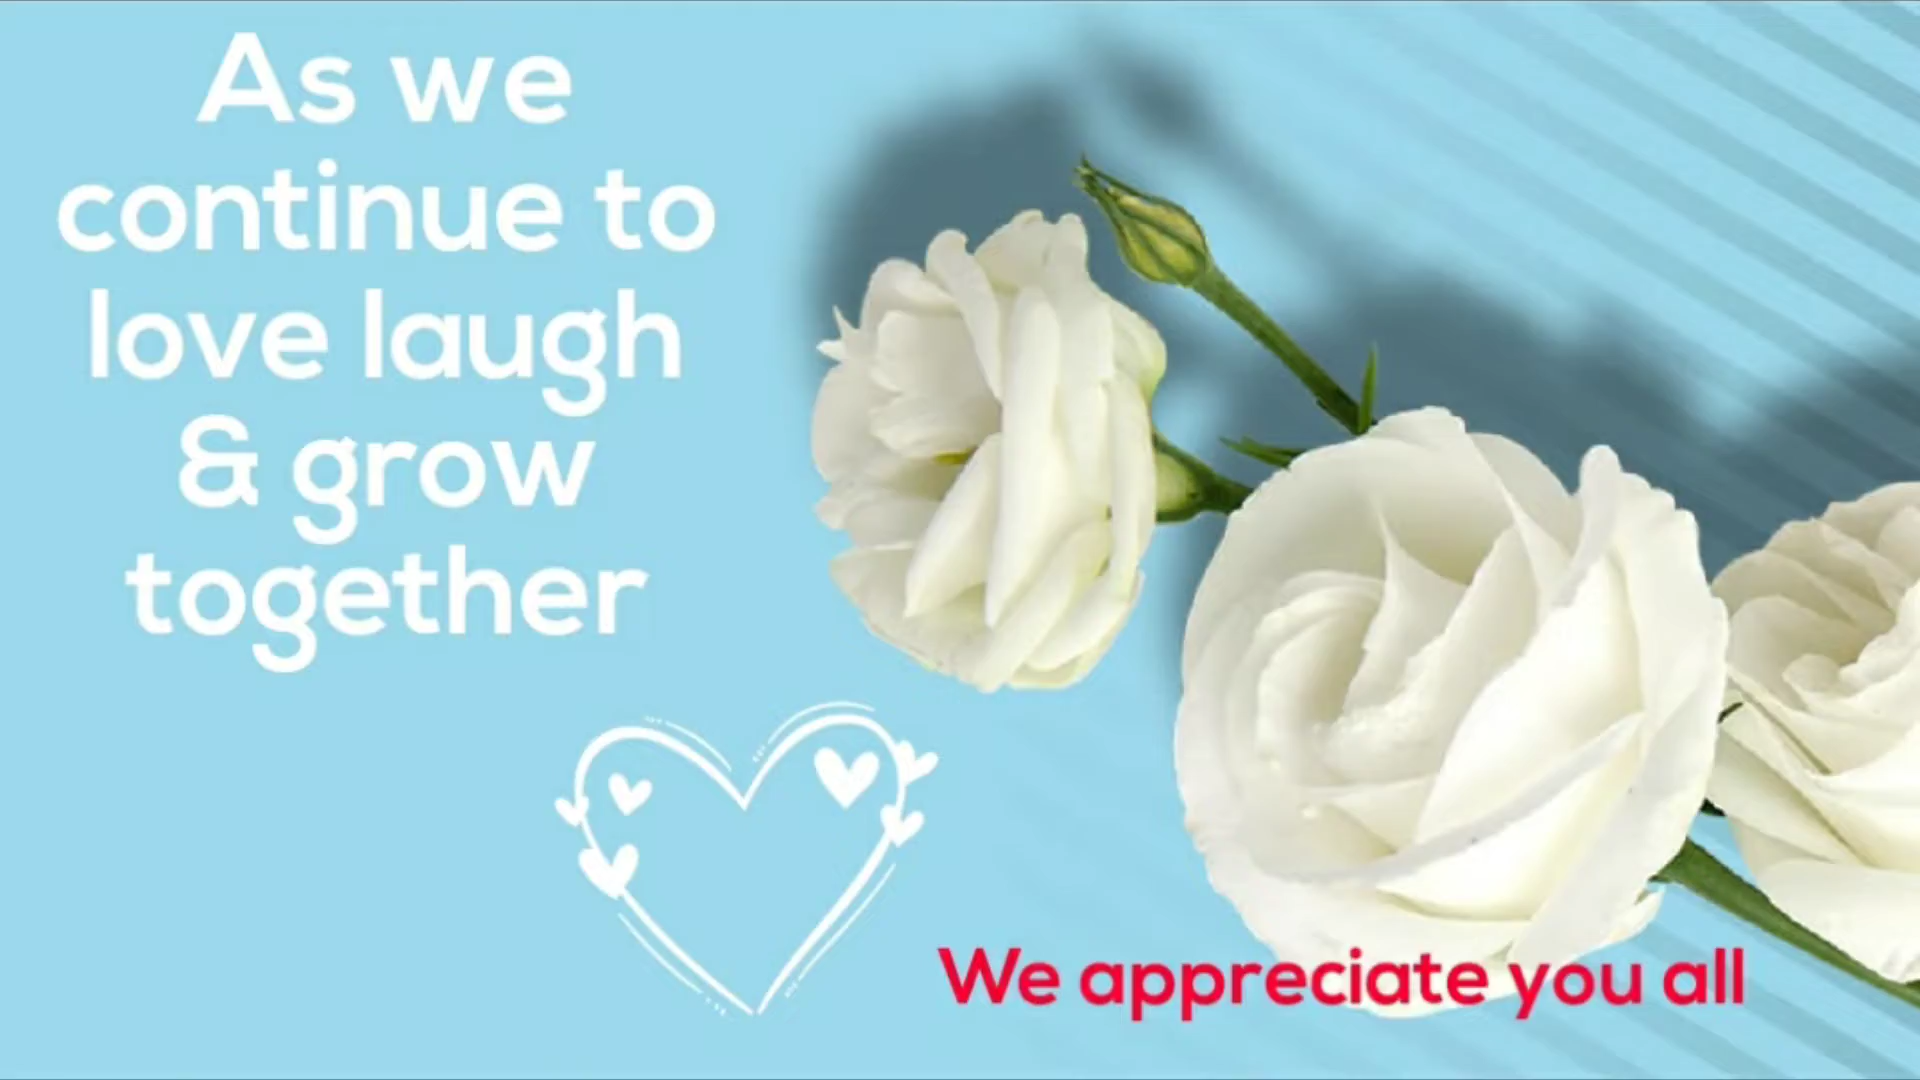 As we
continue to
love laugh
& grow
together
We appreciate you all